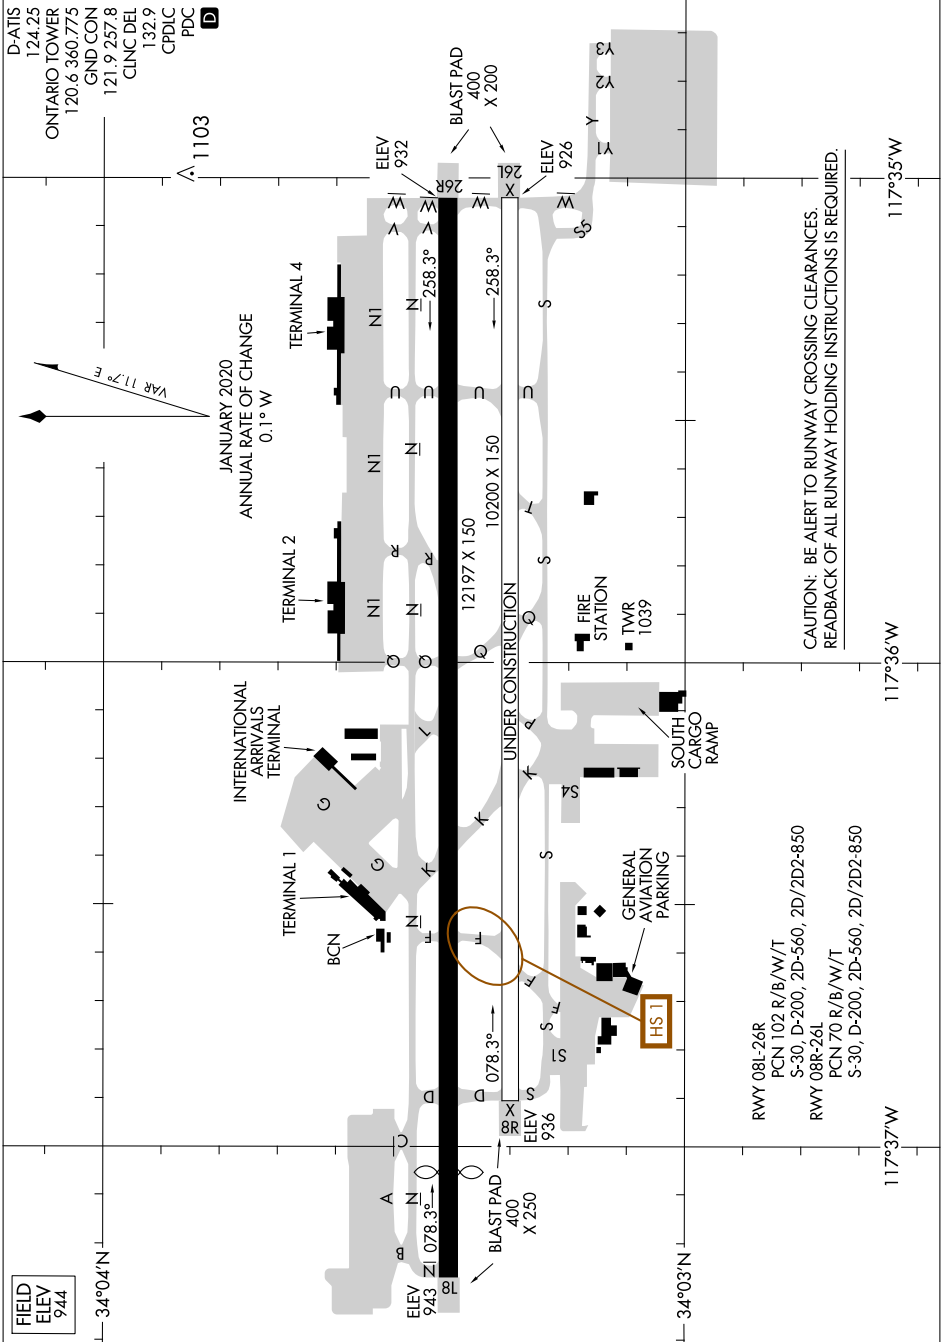 D-ATIS
124.25
ONTARIO TOWER
120.6 360.775
GND CON
121.9 257.8
CLNC DEL
132.9
CPDLC
PDC
D
FIELD
ELEV
944
1103
VAR 11.7° E
JANUARY 2020
ANNUAL RATE OF CHANGE
0.1° W
TERMINAL 4
TERMINAL 2
INTERNATIONAL
ARRIVALS
TERMINAL
TERMINAL 1
BCN
G
G
A
B
C
N1
N1
N1
N
N
N
N
N
N
V
W
W
W
W
V
U
U
U
U
R
R
Q
Q
Q
Q
J
K
K
K
F
F
F
F
D
D
P
T
S
S
S
S
S
S1
S4
S5
Y
Y1
Y2
Y3
ELEV
932
ELEV
926
ELEV
943
ELEV
936
BLAST PAD
400
X 200
BLAST PAD
400
X 250
26R
26L
X
8L
8R
X
258.3°
258.3°
078.3°
078.3°
12197 X 150
10200 X 150
UNDER CONSTRUCTION
HS 1
FIRE
STATION
TWR
1039
SOUTH
CARGO
RAMP
GENERAL
AVIATION
PARKING
RWY 08L-26R
PCN 102 R/B/W/T
S-30, D-200, 2D-560, 2D/2D2-850
RWY 08R-26L
PCN 70 R/B/W/T
S-30, D-200, 2D-560, 2D/2D2-850
CAUTION: BE ALERT TO RUNWAY CROSSING CLEARANCES.
READBACK OF ALL RUNWAY HOLDING INSTRUCTIONS IS REQUIRED.
34°04'N
34°03'N
117°37'W
117°36'W
117°35'W